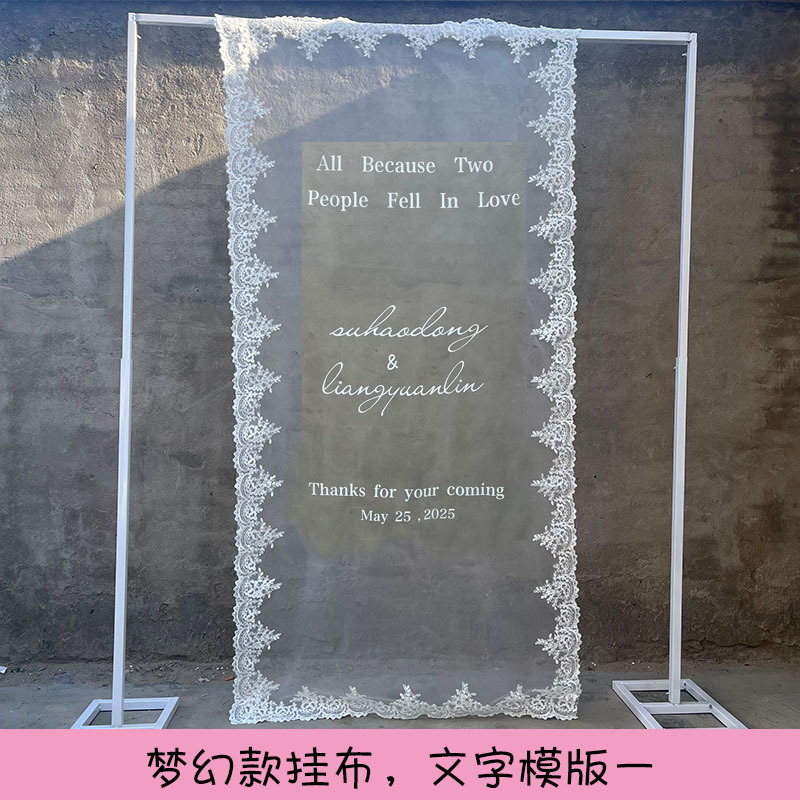 All Because Two
People Fell In Love
suhaodong
&
liangyuanlin
Thanks for your coming
May 25 ,2025
梦幻款挂布，文字模版一